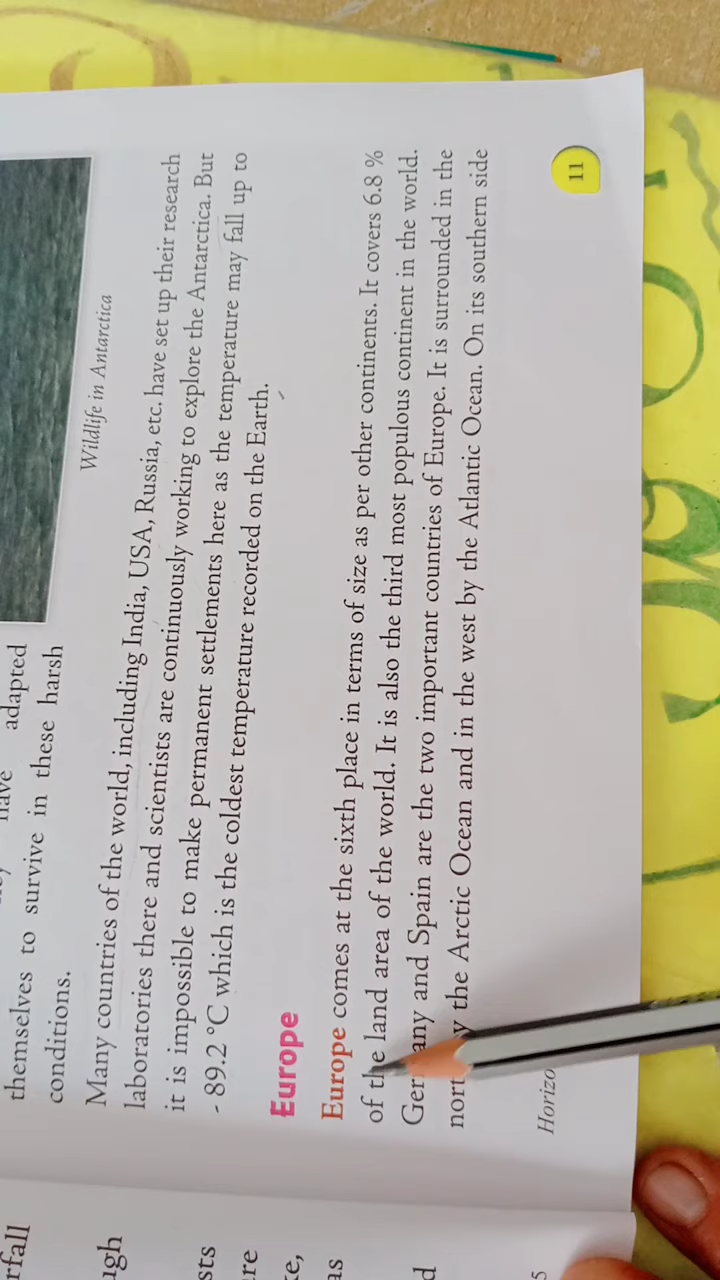 have adapted
themselves to survive in these harsh
conditions.
Wildlife in Antarctica
Many countries of the world, including India, USA, Russia, etc. have set up their research
laboratories there and scientists are continuously working to explore the Antarctica. But
it is impossible to make permanent settlements here as the temperature may fall up to
- 89.2 °C which is the coldest temperature recorded on the Earth.
Europe
Europe comes at the sixth place in terms of size as per other continents. It covers 6.8 %
of the land area of the world. It is also the third most populous continent in the world.
Germany and Spain are the two important countries of Europe. It is surrounded in the
north by the Arctic Ocean and in the west by the Atlantic Ocean. On its southern side
11